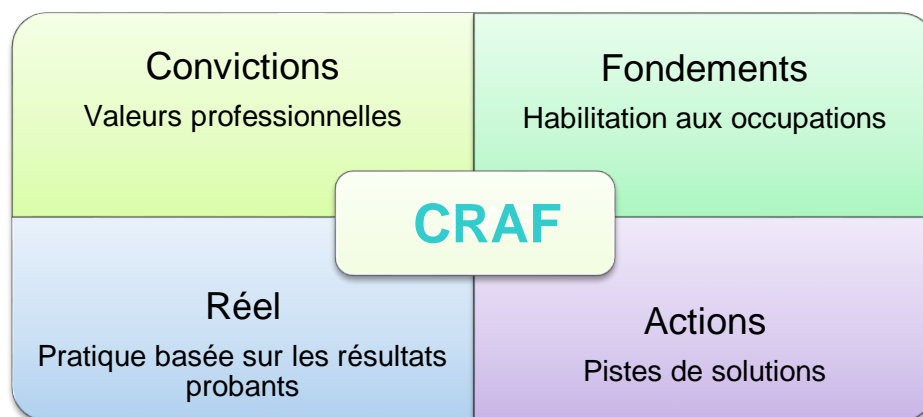 Convictions
Valeurs professionnelles
Fondements
Habilitation aux occupations
CRAF
Réel
Pratique basée sur les résultats
probants
Actions
Pistes de solutions